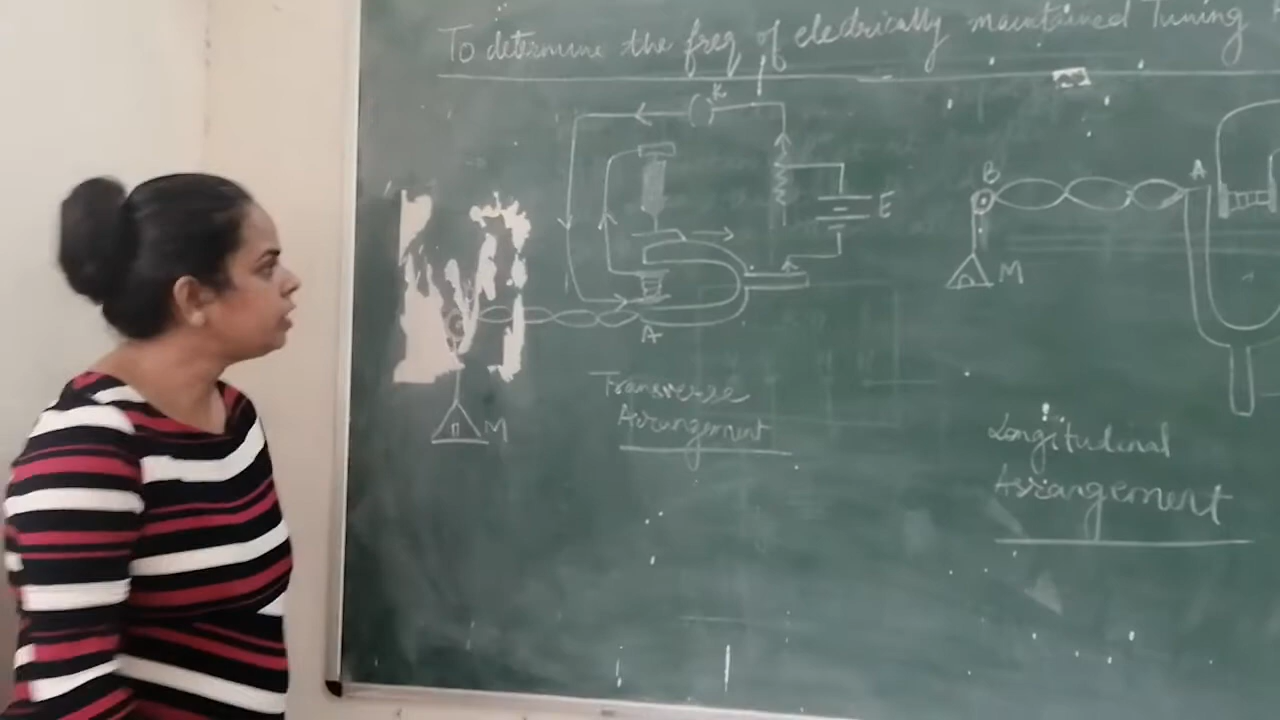 To determine the freq of electrically maintained Tuning
K
E
B
A
M
A
M
Transverse
Arrangement
Longitudinal
Arrangement